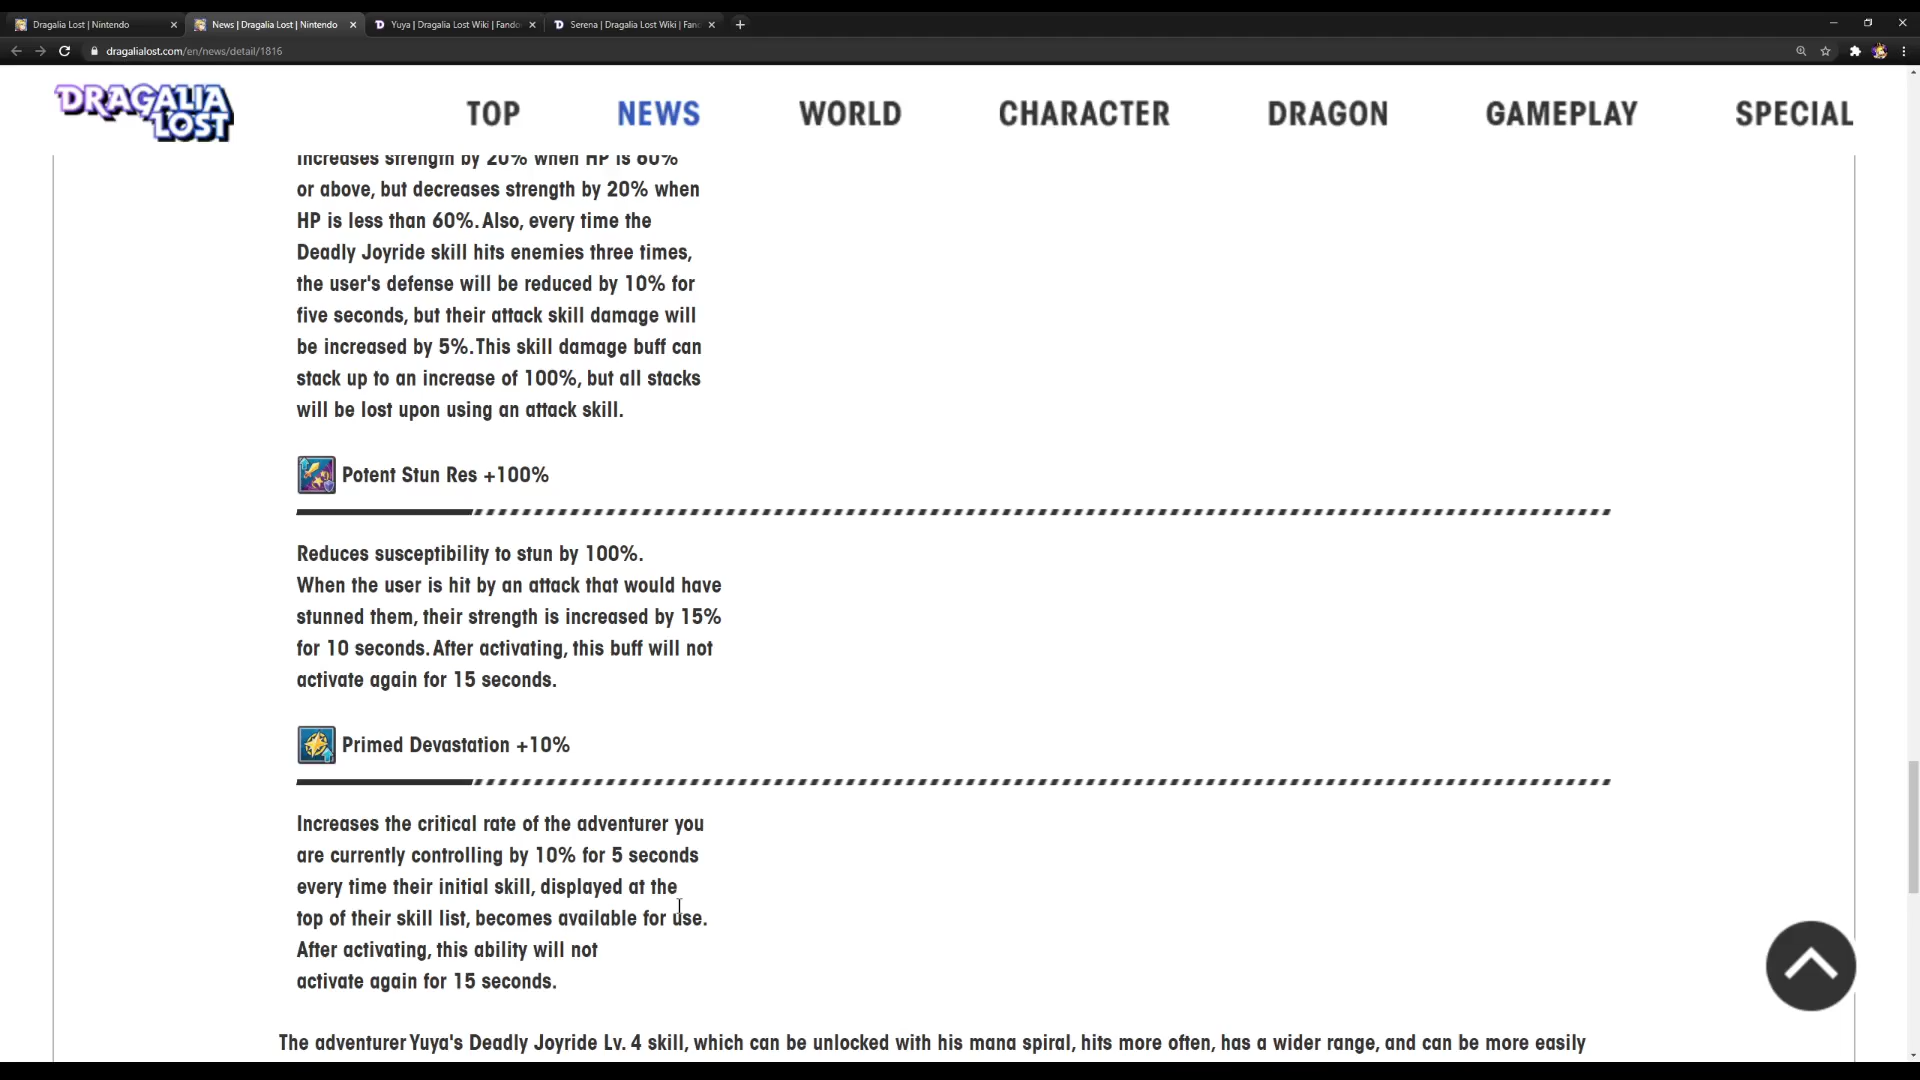 Dragalia Lost | Nintendo
News | Dragalia Lost | Nintendo
Yuya | Dragalia Lost Wiki | Fando
Serena | Dragalia Lost Wiki | Fan
dragalialost.com/en/news/detail/1816
DRAGALIA LOST
TOP
NEWS
WORLD
CHARACTER
DRAGON
GAMEPLAY
SPECIAL
Increases strength by 20% when HP is 60%
or above, but decreases strength by 20% when
HP is less than 60%. Also, every time the
Deadly Joyride skill hits enemies three times,
the user's defense will be reduced by 10% for
five seconds, but their attack skill damage will
be increased by 5%. This skill damage buff can
stack up to an increase of 100%, but all stacks
will be lost upon using an attack skill.
Potent Stun Res +100%
Reduces susceptibility to stun by 100%.
When the user is hit by an attack that would have
stunned them, their strength is increased by 15%
for 10 seconds. After activating, this buff will not
activate again for 15 seconds.
Primed Devastation +10%
Increases the critical rate of the adventurer you
are currently controlling by 10% for 5 seconds
every time their initial skill, displayed at the
top of their skill list, becomes available for use.
After activating, this ability will not
activate again for 15 seconds.
The adventurer Yuya's Deadly Joyride Lv. 4 skill, which can be unlocked with his mana spiral, hits more often, has a wider range, and can be more easily